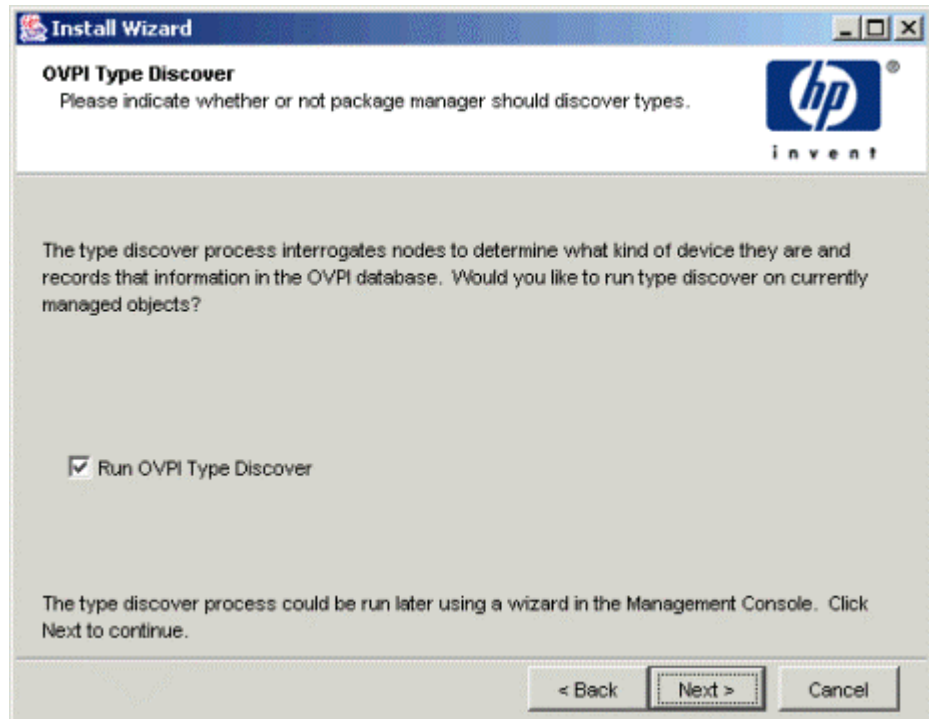 Install Wizard
OVPI Type Discover
Please indicate whether or not package manager should discover types.
hp
®
invent
The type discover process interrogates nodes to determine what kind of device they are and
records that information in the OVPI database. Would you like to run type discover on currently
managed objects?
Run OVPI Type Discover
The type discover process could be run later using a wizard in the Management Console. Click
Next to continue.
< Back
Next >
Cancel